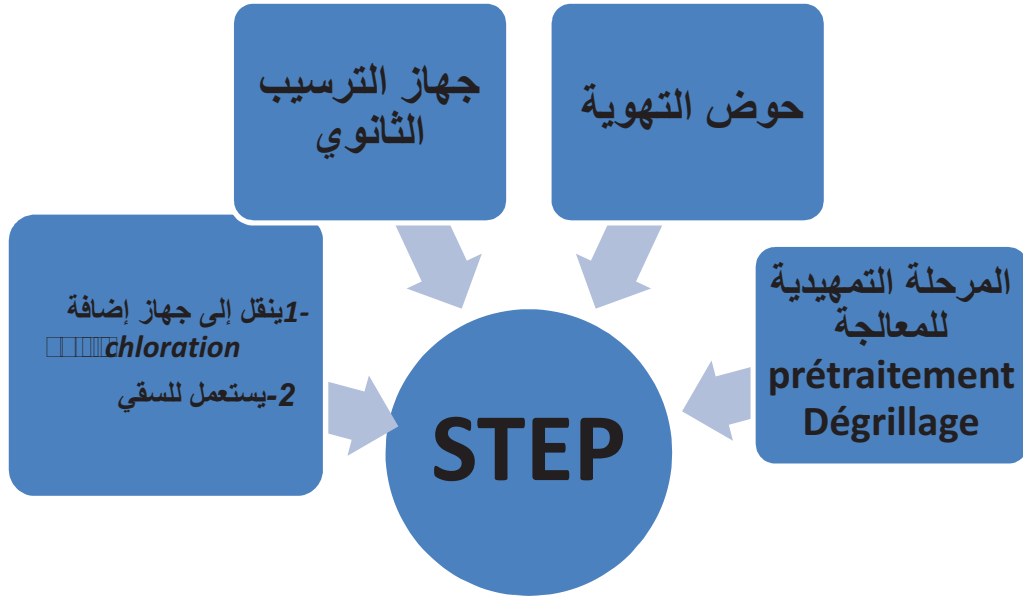 جهاز الترسيب
الثانوي
حوض التهوية
1-ينقل إلى جهاز إضافة
chloration
2-يستعمل للسقي
المرحلة التمهيدية
للمعالجة
prétraitement
Dégrillage
STEP